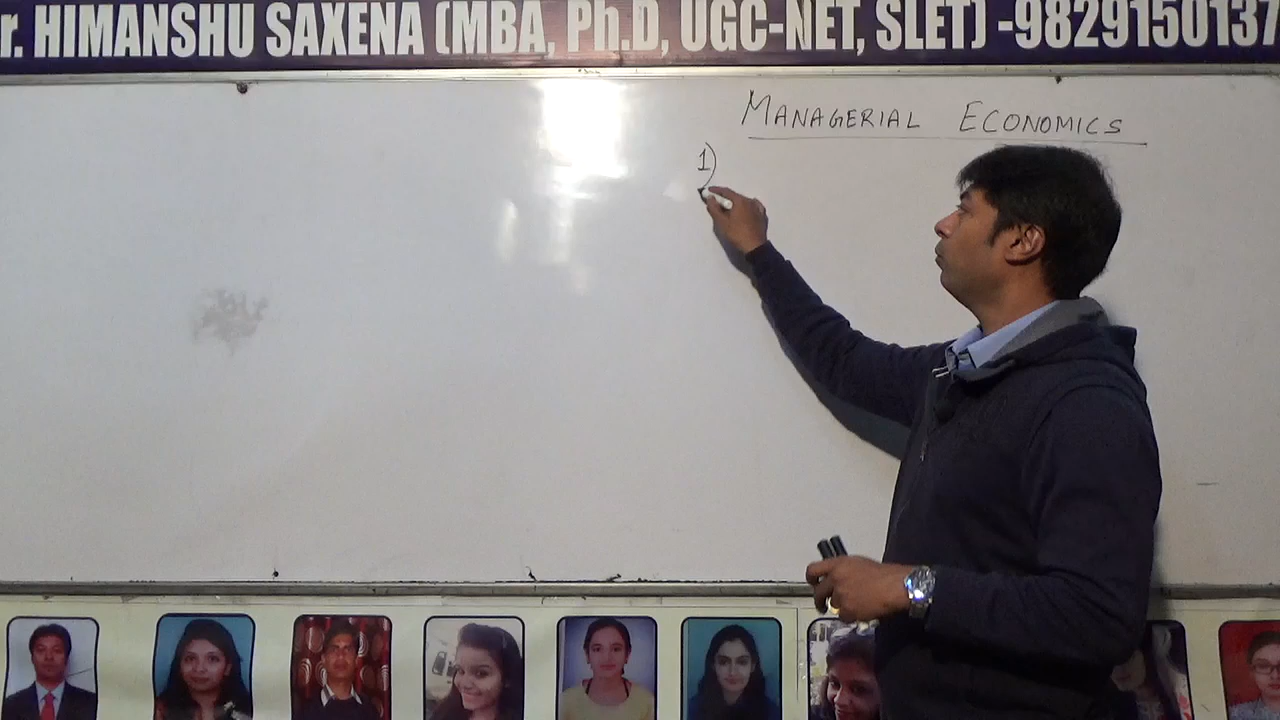 r. HIMANSHU SAXENA (MBA, Ph.D, UGC-NET, SLET) -9829150137
MANAGERIAL ECONOMICS
1)